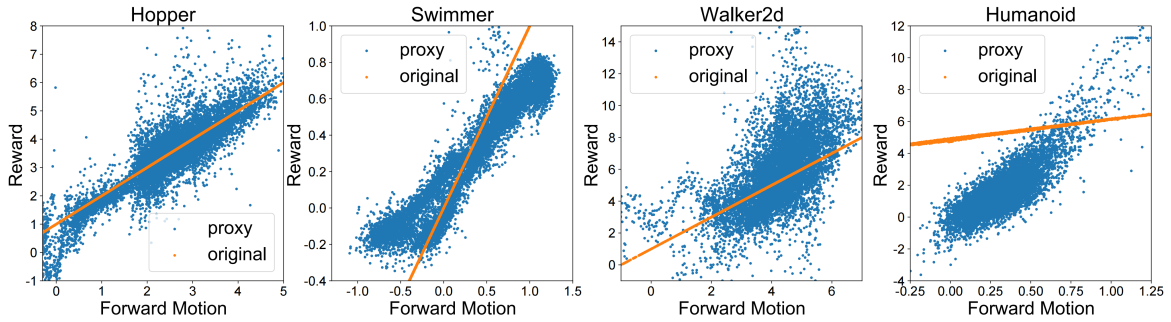 Hopper
8
7
6
5
4
3
2
1
0
-1
Reward
proxy
original
0 1 2 3 4 5
Forward Motion
Swimmer
1.0
0.8
0.6
0.4
0.2
0.0
-0.2
-0.4
Reward
proxy
original
-1.0 -0.5 0.0 0.5 1.0 1.5
Forward Motion
Walker2d
14
12
10
8
6
4
2
0
Reward
proxy
original
0 2 4 6
Forward Motion
Humanoid
12
10
8
6
4
2
0
-2
-4
Reward
proxy
original
-0.25 0.00 0.25 0.50 0.75 1.00 1.25
Forward Motion